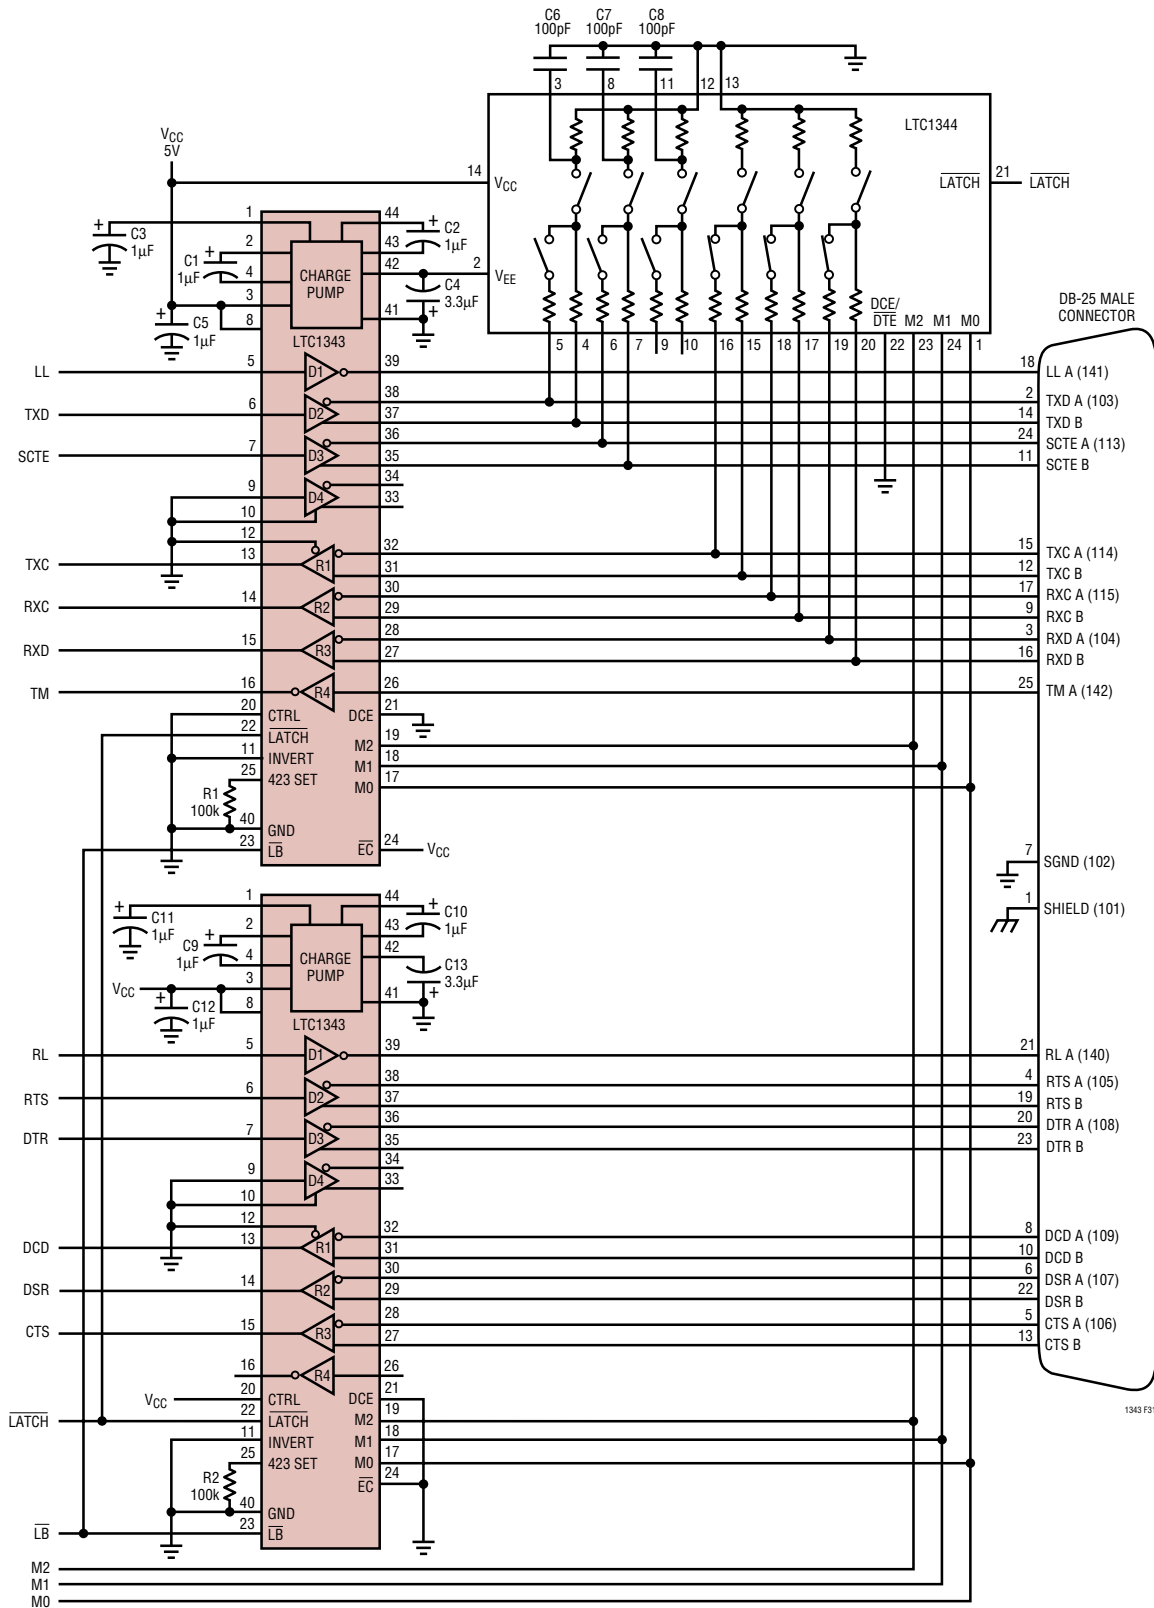 C6
100pF
C7
100pF
C8
100pF
3
8
11
12
13
LTC1344
VCC
5V
14
VCC
LATCH
21
LATCH
1
C3
1µF
2
C1
1µF
4
3
8
C5
1µF
CHARGE
PUMP
LTC1343
44
C2
1µF
43
42
C4
3.3µF
41
2
VEE
DCE/
DTE
M2
M1
M0
5
4
6
7
9
10
16
15
18
17
19
20
22
23
24
1
DB-25 MALE
CONNECTOR
LL
5
D1
39
18
LL A (141)
TXD
6
D2
38
37
2
TXD A (103)
14
TXD B
SCTE
7
D3
36
35
24
SCTE A (113)
11
SCTE B
9
D4
34
33
10
12
TXC
13
R1
32
31
15
TXC A (114)
12
TXC B
RXC
14
R2
30
29
17
RXC A (115)
9
RXC B
RXD
15
R3
28
27
3
RXD A (104)
16
RXD B
TM
16
R4
26
25
TM A (142)
20
CTRL
DCE
21
22
LATCH
M2
19
11
INVERT
M1
18
25
423 SET
M0
17
R1
100k
40
GND
23
LB
EC
24
VCC
7
SGND (102)
1
SHIELD (101)
1
C11
1µF
2
C9
1µF
4
VCC
3
8
C12
1µF
CHARGE
PUMP
LTC1343
44
C10
1µF
43
42
C13
3.3µF
41
RL
5
D1
39
21
RL A (140)
RTS
6
D2
38
37
4
RTS A (105)
19
RTS B
DTR
7
D3
36
35
20
DTR A (108)
23
DTR B
9
D4
34
33
10
12
DCD
13
R1
32
31
8
DCD A (109)
10
DCD B
DSR
14
R2
30
29
6
DSR A (107)
22
DSR B
CTS
15
R3
28
27
5
CTS A (106)
13
CTS B
16
R4
26
VCC
20
CTRL
DCE
21
LATCH
22
LATCH
M2
19
11
INVERT
M1
18
25
423 SET
M0
17
R2
100k
EC
24
40
GND
LB
23
LB
M2
M1
M0
1343 F31